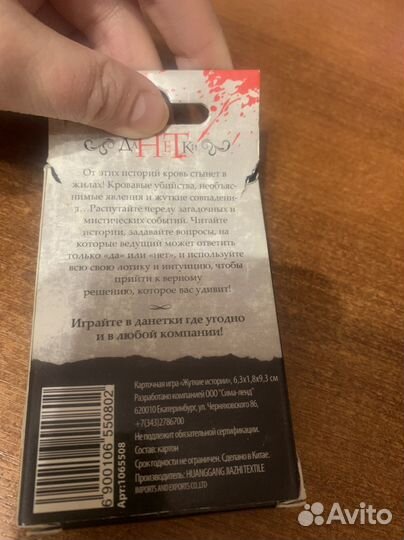 ДаНЕТКи
От этих историй кровь стынет в
жилах! Кровавые убийства, необъяс-
нимые явления и жуткие совпадени-
я…Распутайте череду загадочных и
мистических событий. Читайте
истории, задавайте вопросы, на
которые ведущий может ответить
только «да» или «нет», и используйте
всю свою логику и интуицию, чтобы
прийти к верному
решению, которое вас удивит!
Играйте в данетки где угодно
и в любой компании!
Карточная игра «Жуткие истории», 6,3х1,8х9,3 см
Разработано компанией ООО "Сима-ленд"
620010 Екатеринбург, ул. Черняховского 86,
+7(343)2786700
Не подлежит обязательной сертификации.
Состав: картон
Срок годности не ограничен. Сделано в Китае.
Производитель: HUANGGANG JIAZHI TEXTILE
IMPORTS AND EXPORTS CO.,LTD
6 900106 550802
Арт:1065508
Avito